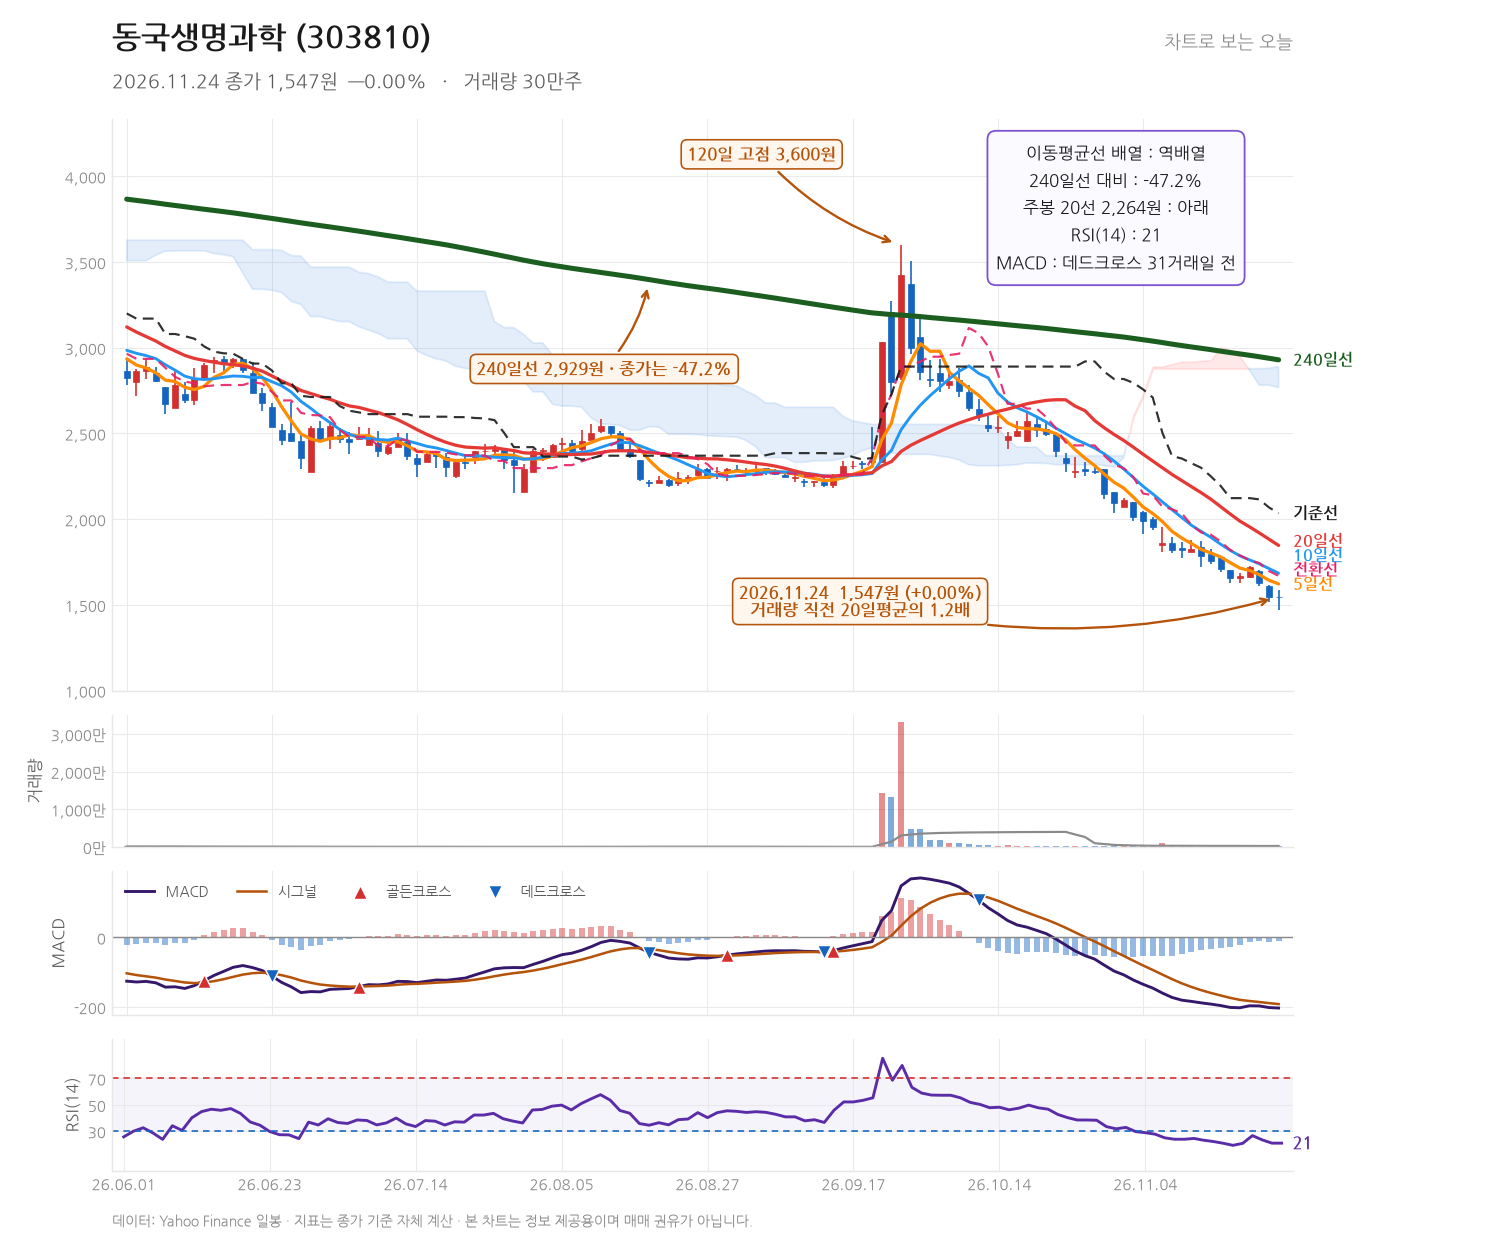 동국생명과학 (303810)
차트로 보는 오늘
2026.11.24 종가 1,547원 —0.00% · 거래량 30만주
120일 고점 3,600원
이동평균선 배열 : 역배열
240일선 대비 : -47.2%
주봉 20선 2,264원 : 아래
RSI(14) : 21
MACD : 데드크로스 31거래일 전
4,000
3,500
3,000
2,500
2,000
1,500
1,000
240일선 2,929원 · 종가는 -47.2%
240일선
기준선
20일선
10일선
전환선
5일선
2026.11.24 1,547원 (+0.00%)
거래량 직전 20일평균의 1.2배
거래량
3,000만
2,000만
1,000만
0만
MACD
MACD 시그널 골든크로스 데드크로스
0
-200
RSI(14)
70
50
30
21
26.06.01 26.06.23 26.07.14 26.08.05 26.08.27 26.09.17 26.10.14 26.11.04
데이터: Yahoo Finance 일봉 · 지표는 종가 기준 자체 계산 · 본 차트는 정보 제공용이며 매매 권유가 아닙니다.